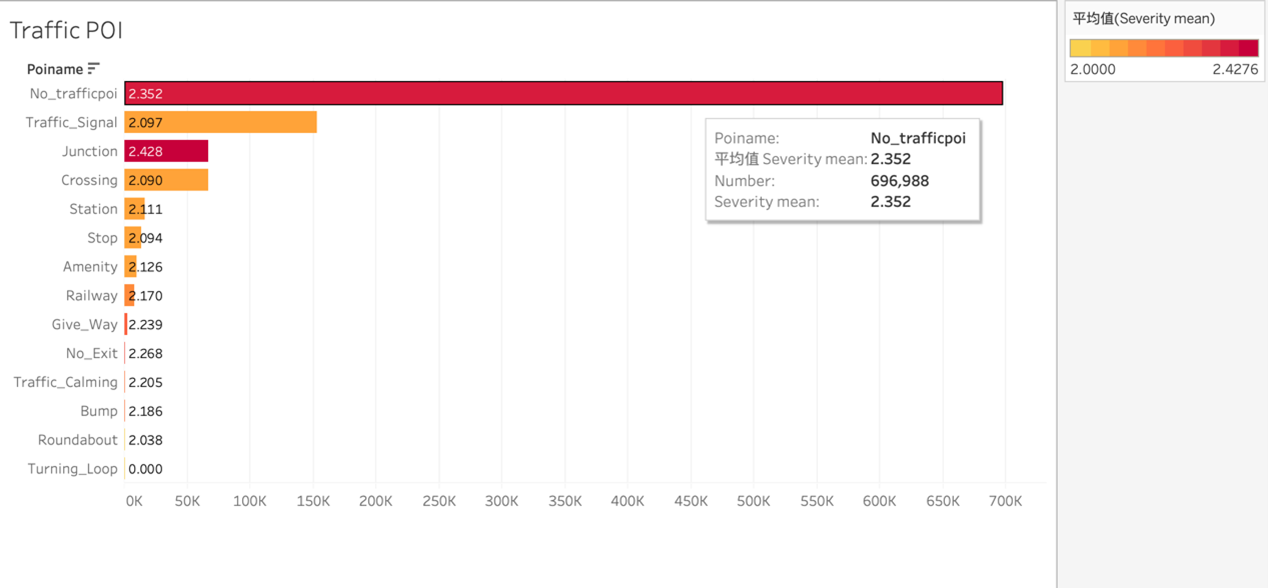 Traffic POI
Poiname
No_trafficpoi 2.352
Traffic_Signal 2.097
Junction 2.428
Crossing 2.090
Station 2.111
Stop 2.094
Amenity 2.126
Railway 2.170
Give_Way 2.239
No_Exit 2.268
Traffic_Calming 2.205
Bump 2.186
Roundabout 2.038
Turning_Loop 0.000
0K 50K 100K 150K 200K 250K 300K 350K 400K 450K 500K 550K 600K 650K 700K
Poiname: No_trafficpoi
平均值 Severity mean: 2.352
Number: 696,988
Severity mean: 2.352
平均值(Severity mean)
2.0000 2.4276